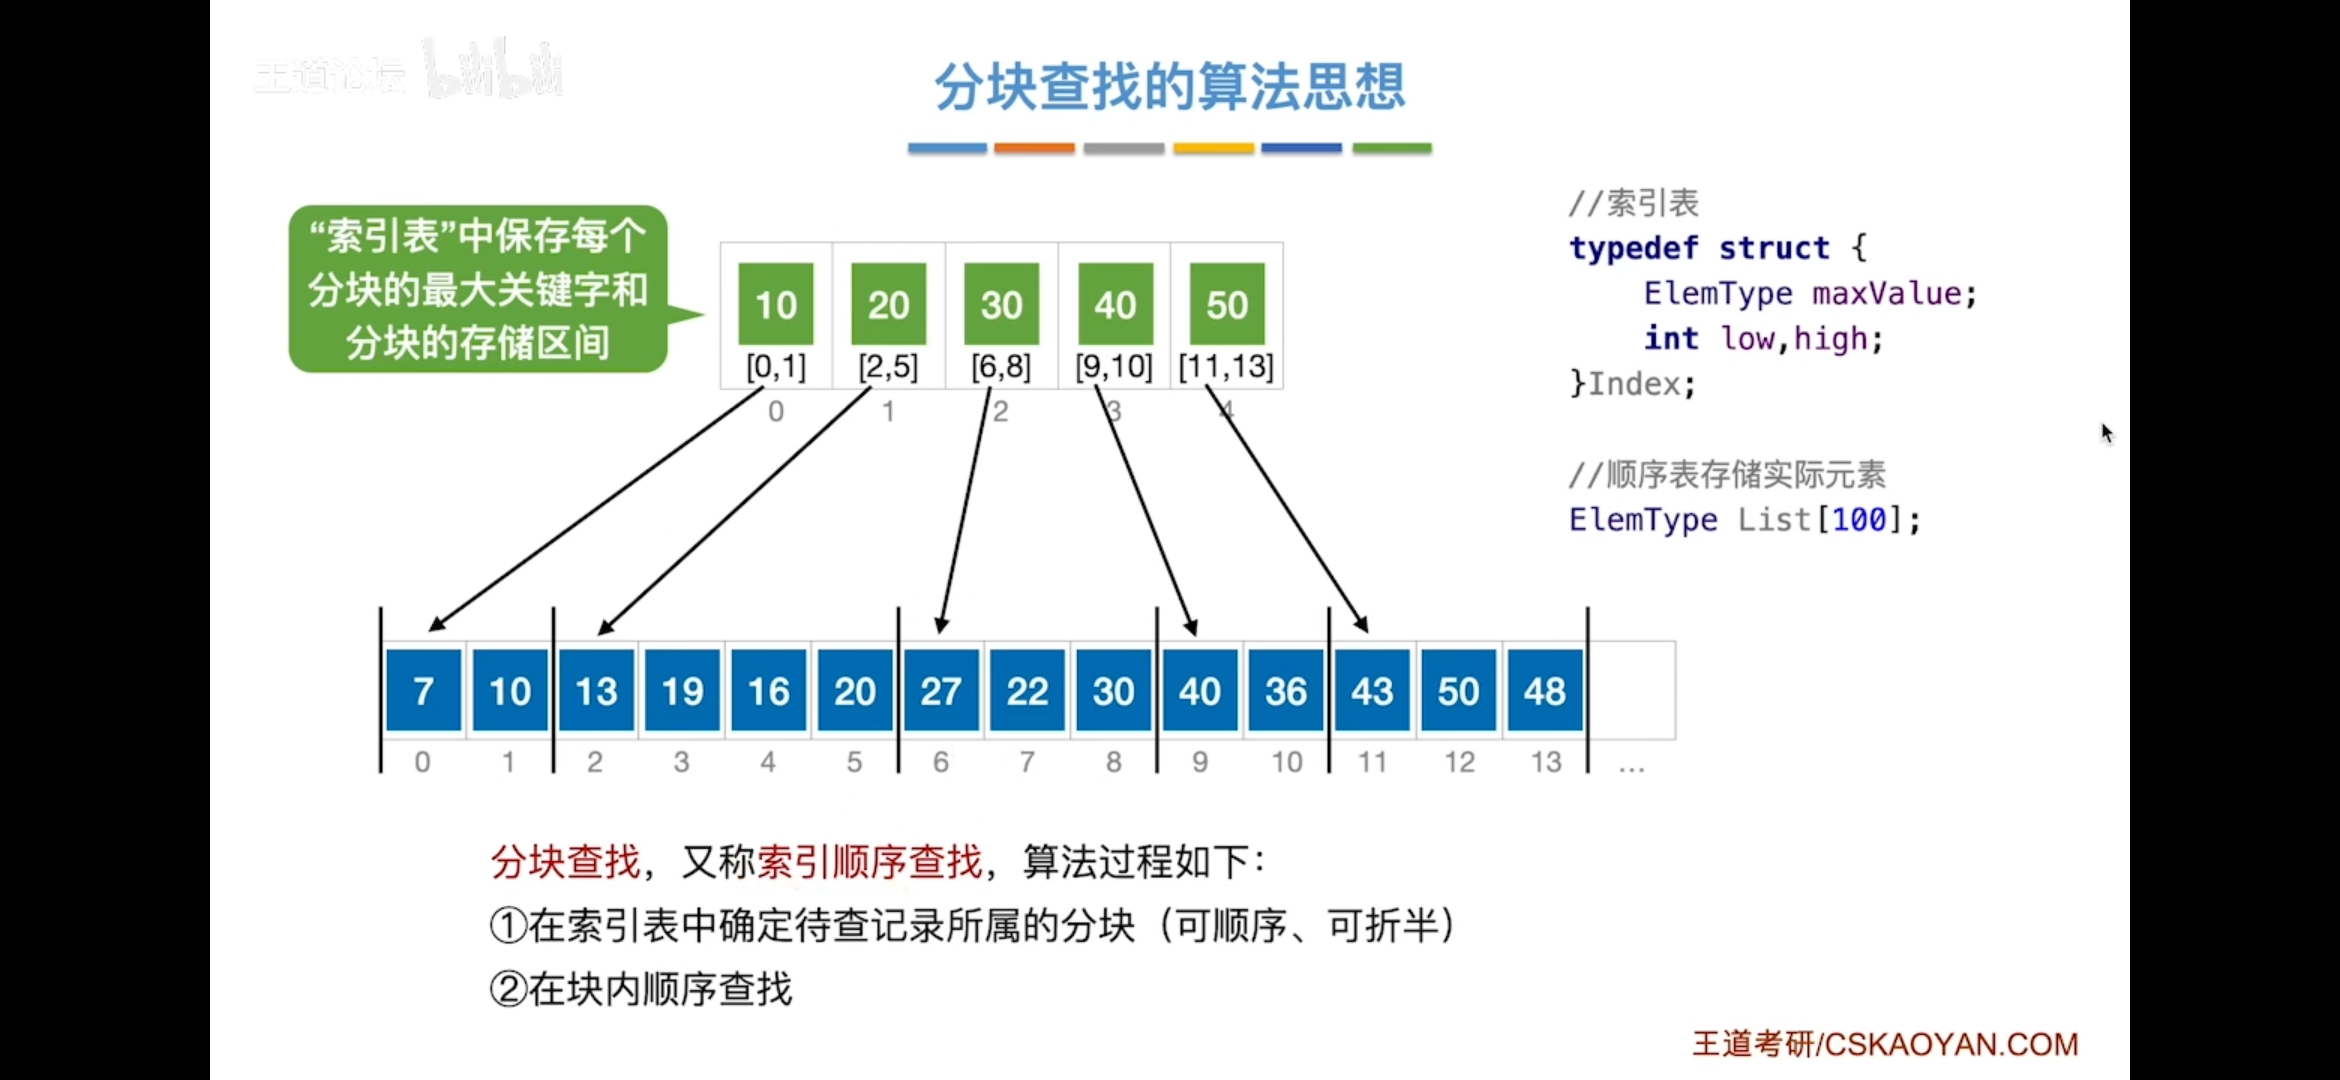 王道论坛 bilibili
分块查找的算法思想
“索引表”中保存每个
分块的最大关键字和
分块的存储区间
10 20 30 40 50
[0,1] [2,5] [6,8] [9,10] [11,13]
0 1 2 3 4
//索引表
typedef struct {
ElemType maxValue;
int low,high;
}Index;
//顺序表存储实际元素
ElemType List[100];
7 10 13 19 16 20 27 22 30 40 36 43 50 48
0 1 2 3 4 5 6 7 8 9 10 11 12 13 ...
分块查找，又称索引顺序查找，算法过程如下：
①在索引表中确定待查记录所属的分块（可顺序、可折半）
②在块内顺序查找
王道考研/CSKAOYAN.COM